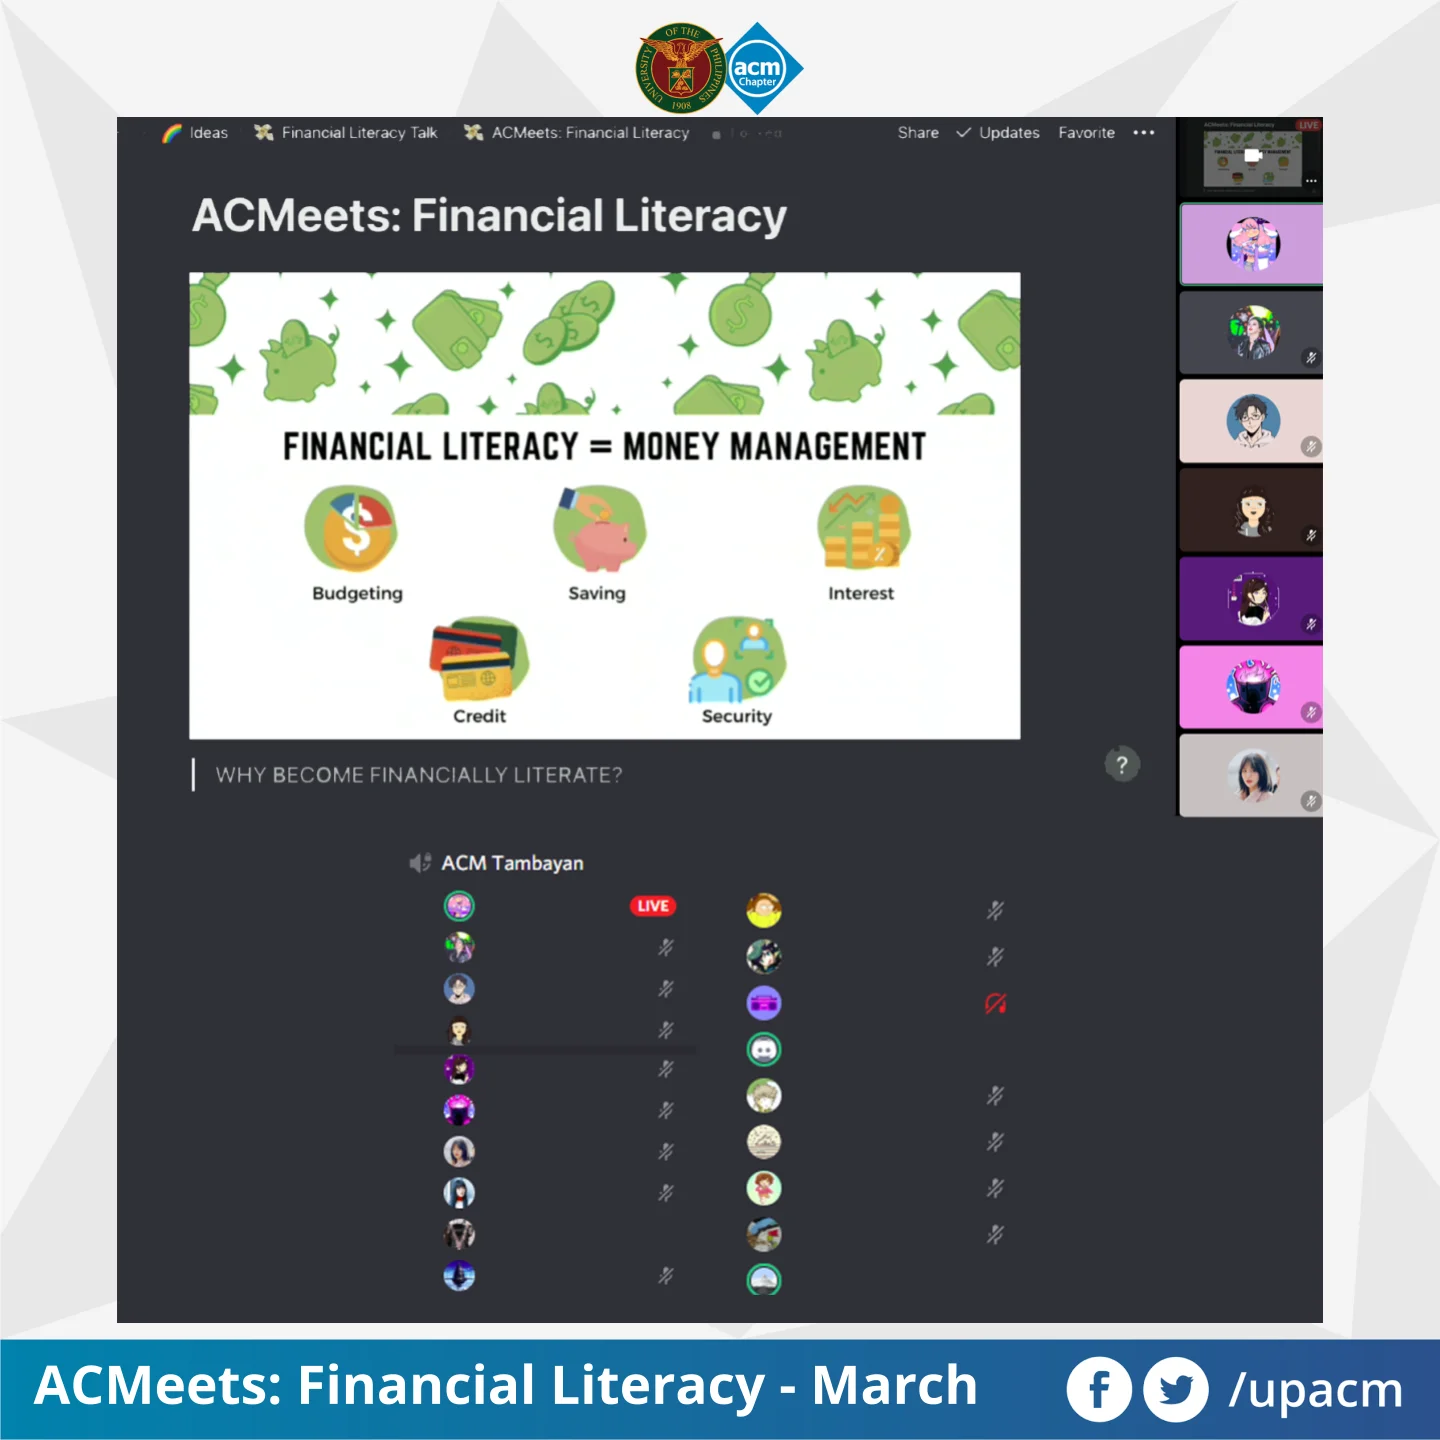 UNIVERSITY OF THE PHILIPPINES
1908
acm
Chapter
Ideas
Financial Literacy Talk
ACMeets: Financial Literacy
Share
Updates
Favorite
LIVE
ACMeets: Financial Literacy
FINANCIAL LITERACY = MONEY MANAGEMENT
Budgeting
Saving
Interest
Credit
Security
WHY BECOME FINANCIALLY LITERATE?
?
ACM Tambayan
LIVE
ACMeets: Financial Literacy - March
/upacm